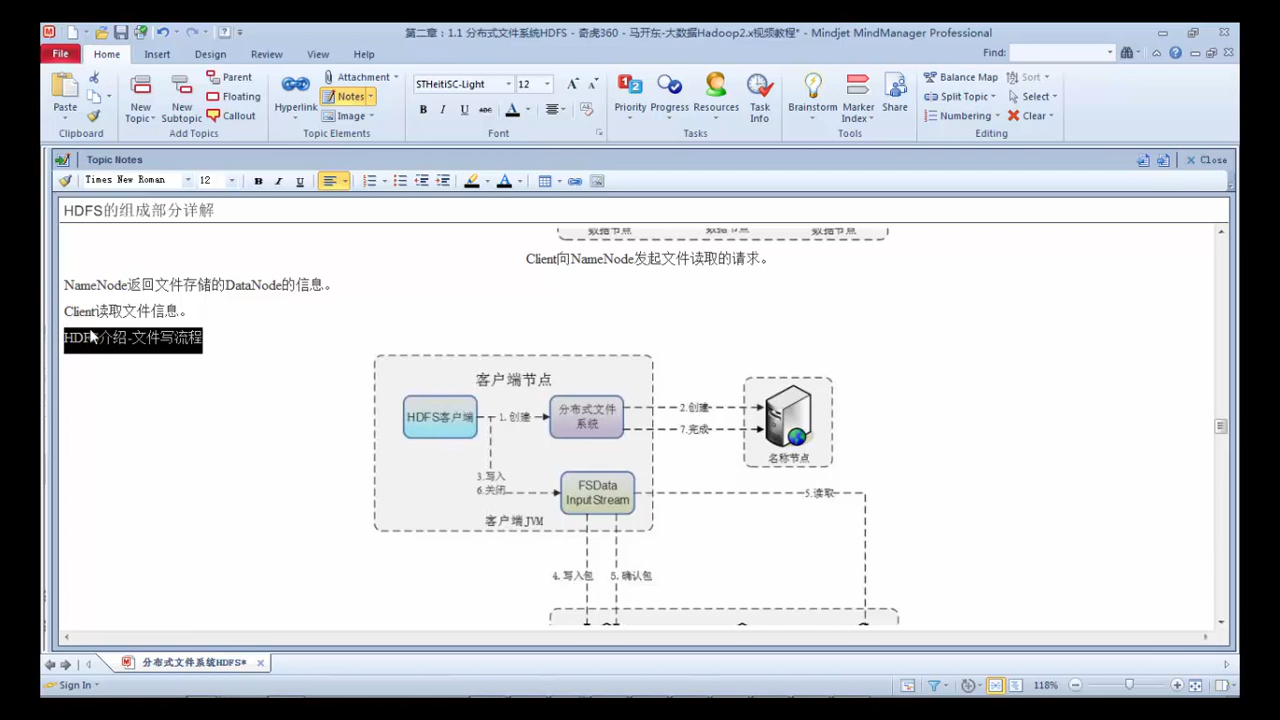 第二章：1.1 分布式文件系统HDFS - 奇虎360 - 马开东-大数据Hadoop2.x视频教程* - Mindjet MindManager Professional
File Home Insert Design Review View Help
Find:
Paste
Clipboard
New Topic
New Subtopic
Parent
Floating
Callout
Add Topics
Hyperlink
Attachment
Notes
Image
Topic Elements
STHeitiSC-Light 12
B I U abc A
Font
Priority
Progress
Resources
Task Info
Tasks
Brainstorm
Marker Index
Share
Tools
Balance Map
Split Topic
Numbering
Sort
Select
Clear
Editing
Topic Notes
Close
Times New Roman 12 B I U A
HDFS的组成部分详解
数据节点 数据节点 数据节点
Client向NameNode发起文件读取的请求。
NameNode返回文件存储的DataNode的信息。
Client读取文件信息。
HDFS介绍-文件写流程
客户端节点
HDFS客户端
1. 创建
分布式文件系统
2.创建
7.完成
名称节点
3.写入
6.关闭
FSData InputStream
5.读取
客户端JVM
4. 写入包
5. 确认包
分布式文件系统HDFS*
Sign In
118%